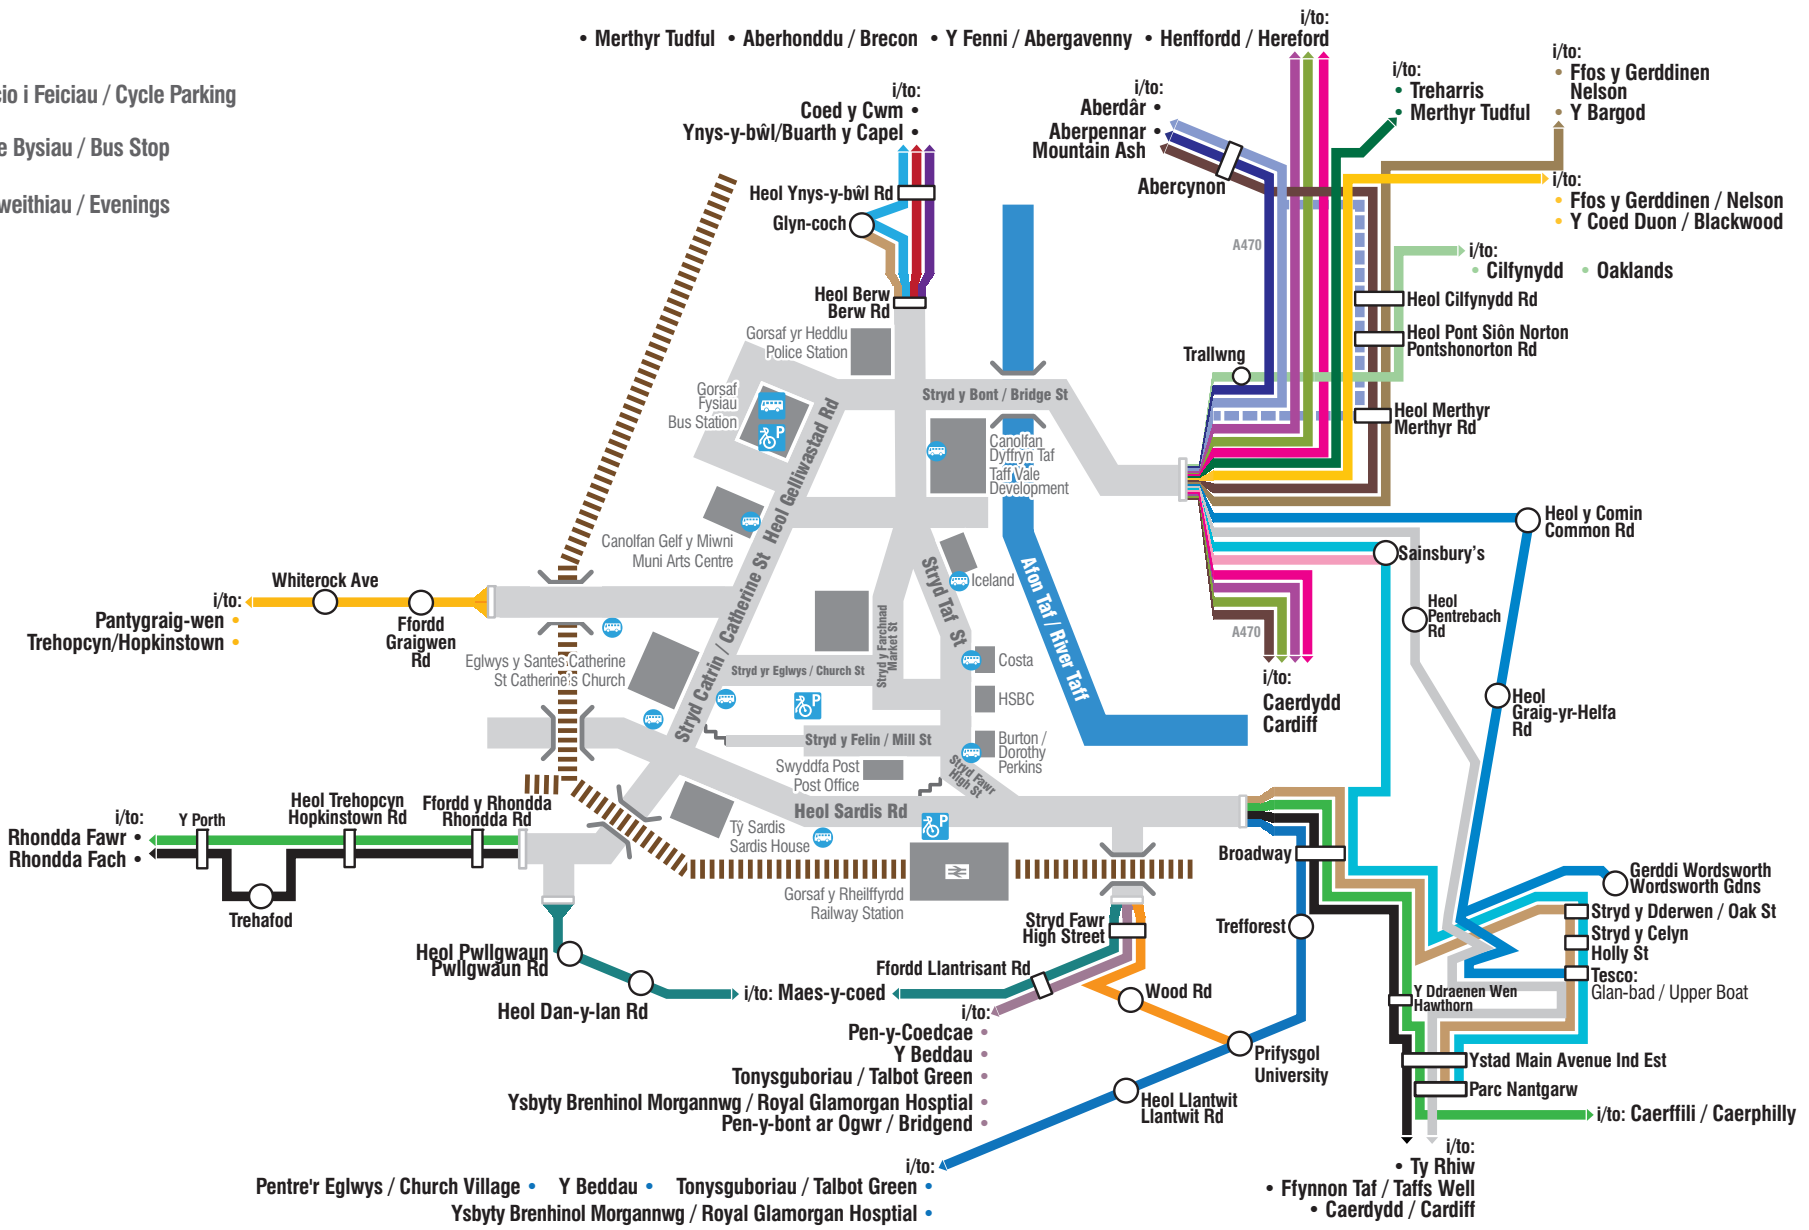 i/to:
• Merthyr Tudful • Aberhonddu / Brecon • Y Fenni / Abergavenny • Henffordd / Hereford
cio i Feiciau / Cycle Parking
e Bysiau / Bus Stop
weithiau / Evenings
i/to:
Coed y Cwm •
Ynys-y-bŵl/Buarth y Capel •
Heol Ynys-y-bŵl Rd
Glyn-coch
Heol Berw
Berw Rd
i/to:
Aberdâr •
Aberpennar •
Mountain Ash
Abercynon
i/to:
• Treharris
• Merthyr Tudful
i/to:
• Ffos y Gerddinen
Nelson
• Y Bargod
i/to:
• Ffos y Gerddinen / Nelson
• Y Coed Duon / Blackwood
A470
i/to:
• Cilfynydd • Oaklands
Heol Cilfynydd Rd
Heol Pont Siôn Norton
Pontshonorton Rd
Trallwng
Heol Merthyr
Merthyr Rd
Gorsaf yr Heddlu
Police Station
Gorsaf
Fysiau
Bus Station
P
Stryd y Bont / Bridge St
Heol Gelliwastad Rd
Canolfan
Dyffryn Taf
Taff Vale
Development
Canolfan Gelf y Miwni
Muni Arts Centre
Stryd Catrin / Catherine St
Stryd Taf St
Iceland
Afon Taf / River Taff
Heol y Comin
Common Rd
Sainsbury's
Heol
Pentrebach
Rd
A470
i/to:
Caerdydd
Cardiff
Heol
Graig-yr-Helfa
Rd
Whiterock Ave
i/to:
Pantygraig-wen •
Trehopcyn/Hopkinstown •
Ffordd
Graigwen
Rd
Eglwys y Santes Catherine
St Catherine's Church
Stryd yr Eglwys / Church St
Stryd y Farchnad
Market St
P
Costa
HSBC
Burton /
Dorothy
Perkins
Stryd y Felin / Mill St
Swyddfa Post
Post Office
Stryd Fawr
High St
Heol Sardis Rd
P
Tŷ Sardis
Sardis House
Gorsaf y Rheilffyrdd
Railway Station
i/to:
Rhondda Fawr •
Rhondda Fach •
Y Porth
Heol Trehopcyn
Hopkinstown Rd
Ffordd y Rhondda
Rhondda Rd
Trehafod
Heol Pwllgwaun
Pwllgwaun Rd
Heol Dan-y-lan Rd
i/to: Maes-y-coed
Stryd Fawr
High Street
Ffordd Llantrisant Rd
Broadway
Trefforest
Wood Rd
Prifysgol
University
Heol Llantwit
Llantwit Rd
i/to:
Pen-y-Coedcae •
Y Beddau •
Tonysguboriau / Talbot Green •
Ysbyty Brenhinol Morgannwg / Royal Glamorgan Hosptial •
Pen-y-bont ar Ogwr / Bridgend •
i/to:
Pentre'r Eglwys / Church Village • Y Beddau • Tonysguboriau / Talbot Green •
Ysbyty Brenhinol Morgannwg / Royal Glamorgan Hosptial •
Gerddi Wordsworth
Wordsworth Gdns
Stryd y Dderwen / Oak St
Stryd y Celyn
Holly St
Tesco:
Glan-bad / Upper Boat
Y Ddraenen Wen
Hawthorn
Ystad Main Avenue Ind Est
Parc Nantgarw
i/to: Caerffili / Caerphilly
i/to:
• Ty Rhiw
• Ffynnon Taf / Taffs Well
• Caerdydd / Cardiff